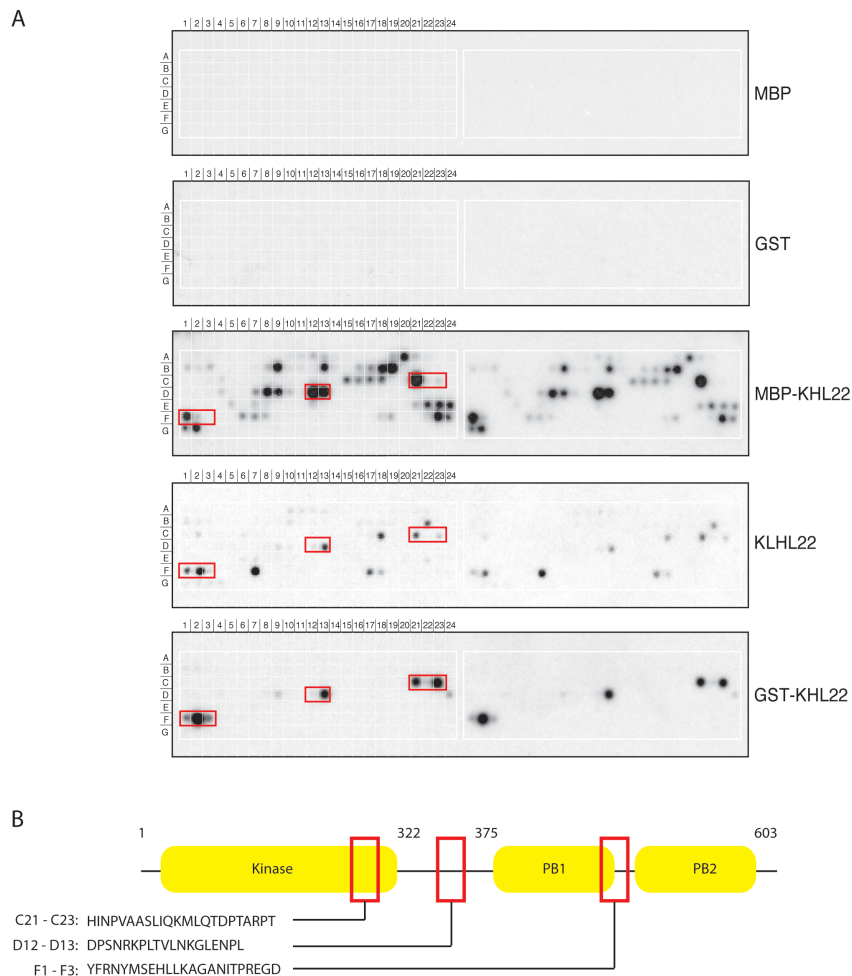 A
1 2 3 4 5 6 7 8 9 10 11 12 13 14 15 16 17 18 19 20 21 22 23 24
A
B
C
D
E
F
G
MBP
1 2 3 4 5 6 7 8 9 10 11 12 13 14 15 16 17 18 19 20 21 22 23 24
A
B
C
D
E
F
G
GST
1 2 3 4 5 6 7 8 9 10 11 12 13 14 15 16 17 18 19 20 21 22 23 24
A
B
C
D
E
F
G
MBP-KHL22
1 2 3 4 5 6 7 8 9 10 11 12 13 14 15 16 17 18 19 20 21 22 23 24
A
B
C
D
E
F
G
KLHL22
1 2 3 4 5 6 7 8 9 10 11 12 13 14 15 16 17 18 19 20 21 22 23 24
A
B
C
D
E
F
G
GST-KHL22
B
1 322 375 603
Kinase PB1 PB2
C21 - C23: HINPVAASLIQKMLQTDPTARPT
D12 - D13: DPSNRKPLTVLNKGLENPL
F1 - F3: YFRNYMSEHLLKAGANITPREGD